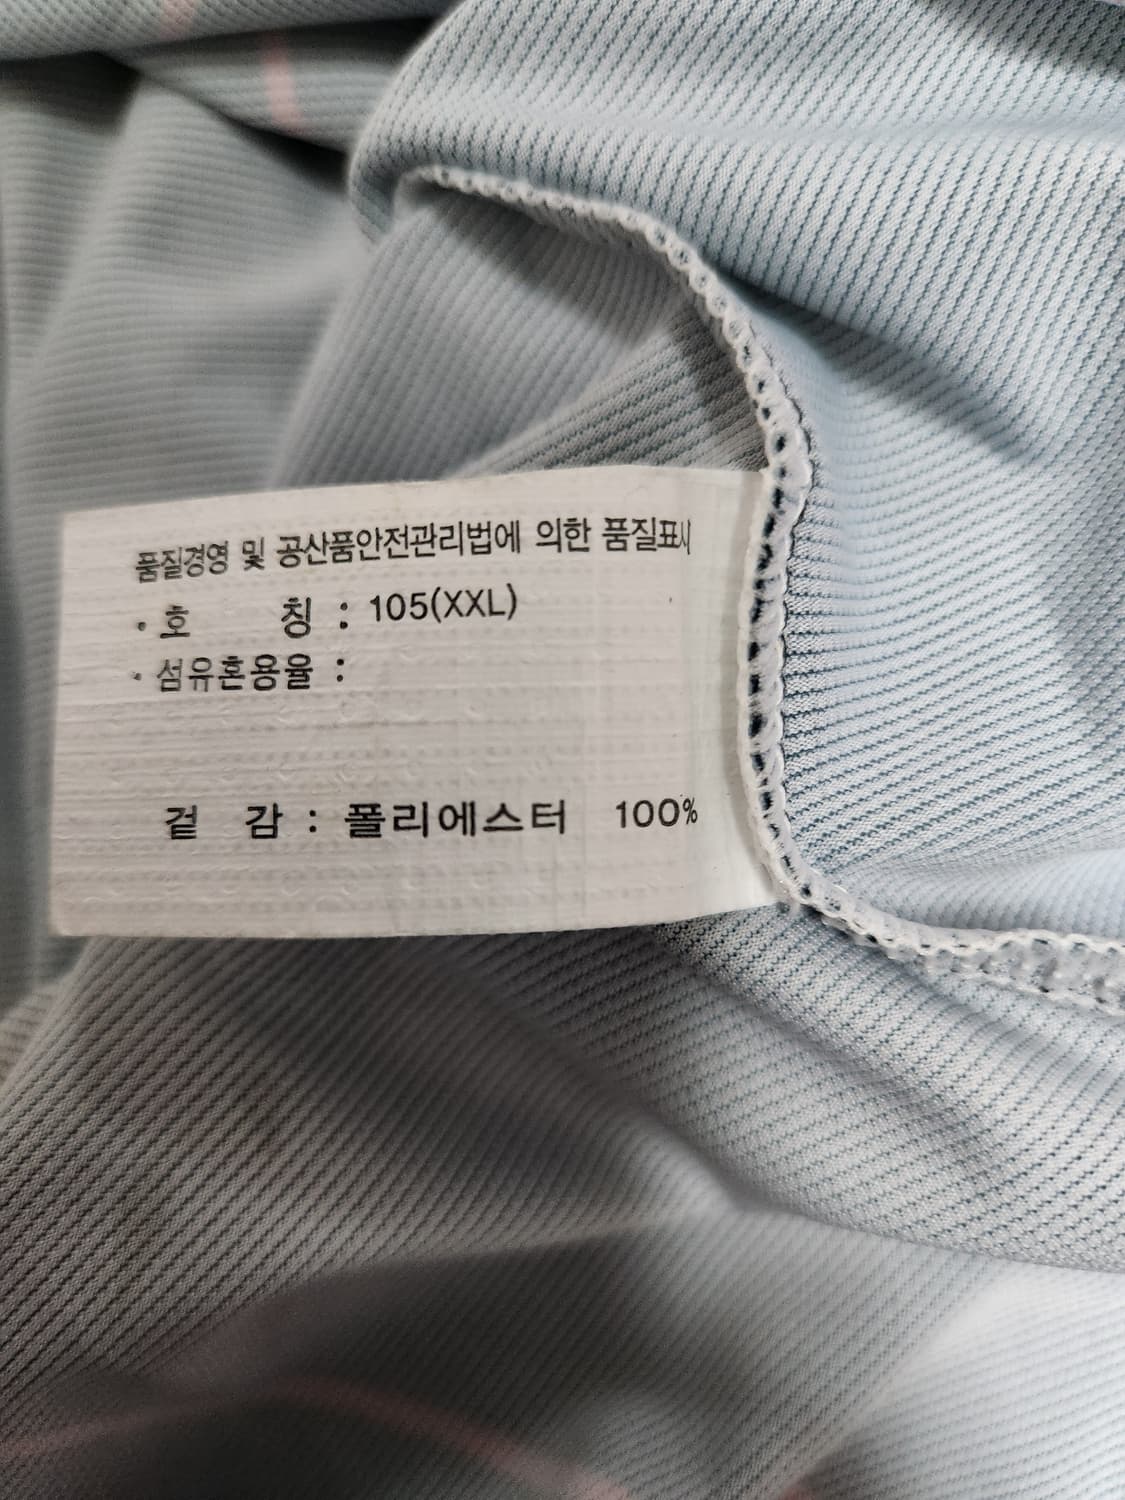 품질경영 및 공산품안전관리법에 의한 품질표시
· 호 칭 : 105(XXL)
· 섬유혼용율 :
겉 감 : 폴리에스터 100%